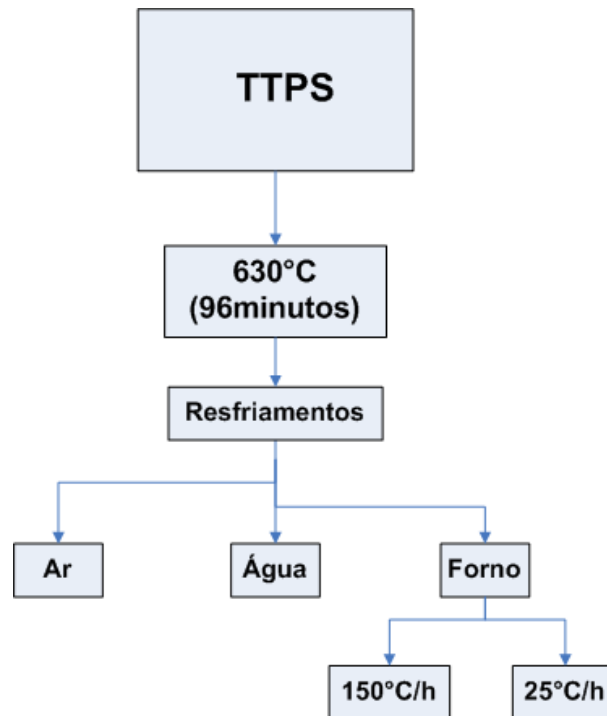 TTPS
630°C
(96minutos)
Resfriamentos
Ar
Água
Forno
150°C/h
25°C/h